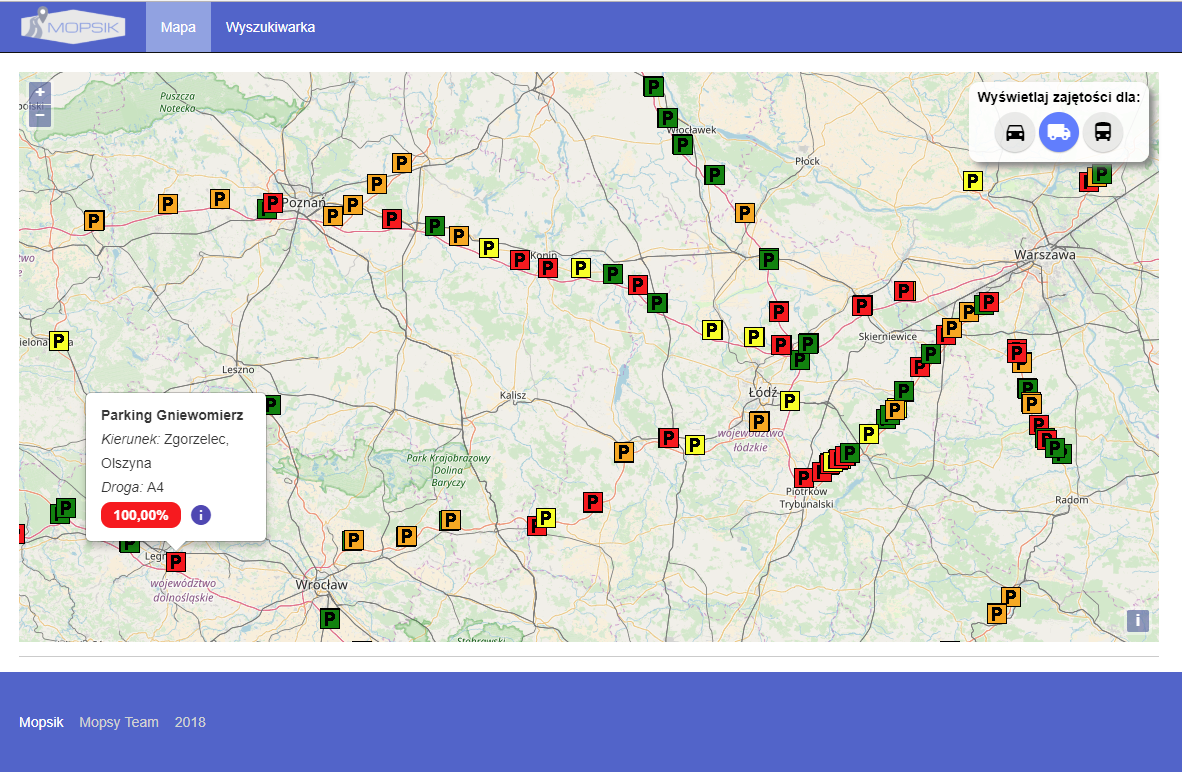 MOPSIK
Mapa
Wyszukiwarka
+
−
Wyświetlaj zajętości dla:
Puszcza
Notecka
Włocławek
Płock
Poznań
Warszawa
Konin
Skierniewice
Leszno
Kalisz
Łódź
województwo
łódzkie
Parking Gniewomierz
Kierunek: Zgorzelec,
Olszyna
Droga: A4
100,00%
i
Park Krajobrazowy
Dolina
Baryczy
Piotrków
Trybunalski
Radom
województwo
dolnośląskie
Wrocław
i
Mopsik
Mopsy Team
2018